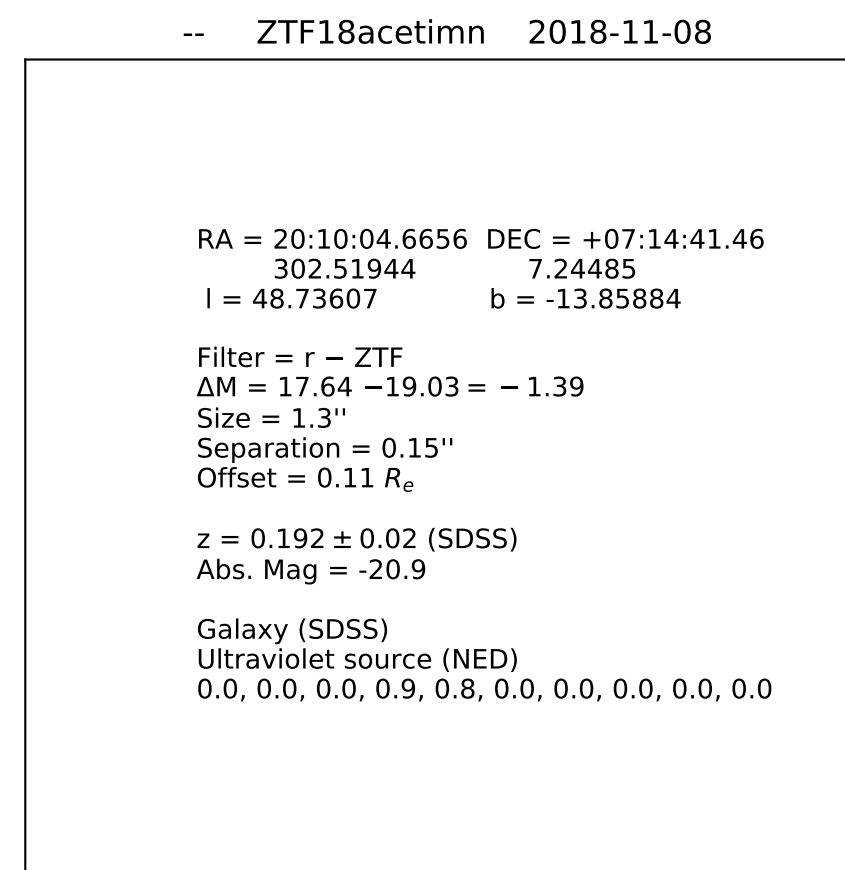 -- ZTF18acetimn 2018-11-08
RA = 20:10:04.6656 DEC = +07:14:41.46
302.51944 7.24485
l = 48.73607 b = -13.85884
Filter = r − ZTF
ΔM = 17.64 −19.03 = − 1.39
Size = 1.3''
Separation = 0.15''
Offset = 0.11 Rₑ
z = 0.192 ± 0.02 (SDSS)
Abs. Mag = -20.9
Galaxy (SDSS)
Ultraviolet source (NED)
0.0, 0.0, 0.0, 0.9, 0.8, 0.0, 0.0, 0.0, 0.0, 0.0